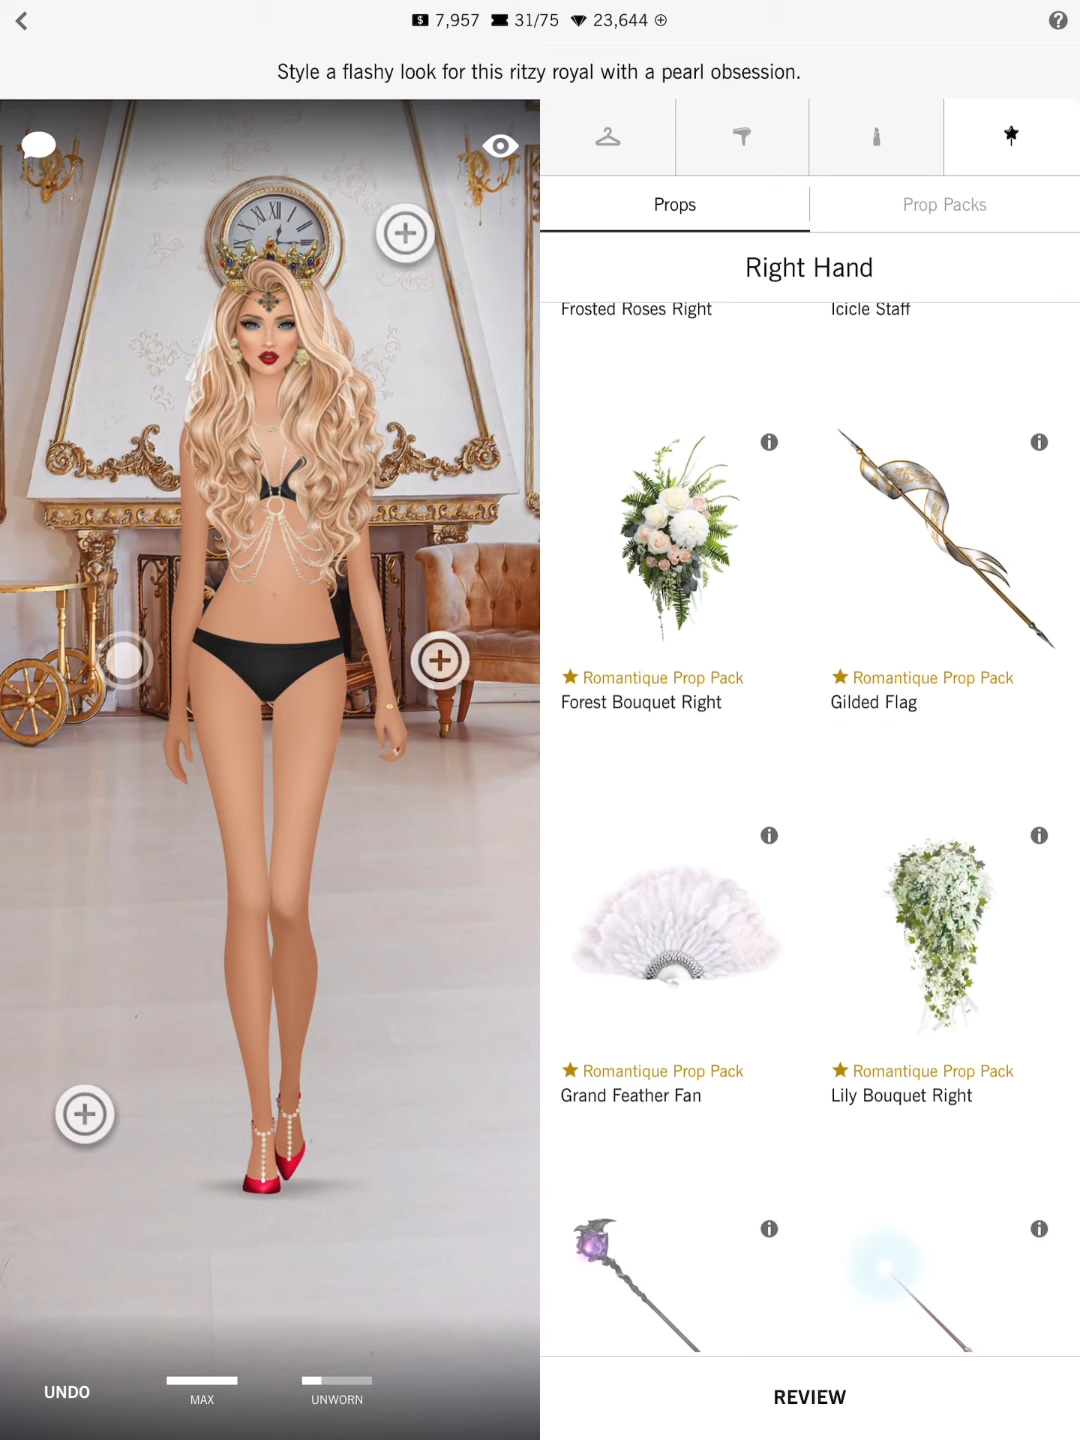 7,957 31/75 23,644
Style a flashy look for this ritzy royal with a pearl obsession.
Props Prop Packs
Right Hand
Frosted Roses Right Icicle Staff
Romantique Prop Pack Romantique Prop Pack
Forest Bouquet Right Gilded Flag
Romantique Prop Pack Romantique Prop Pack
Grand Feather Fan Lily Bouquet Right
UNDO MAX UNWORN
REVIEW